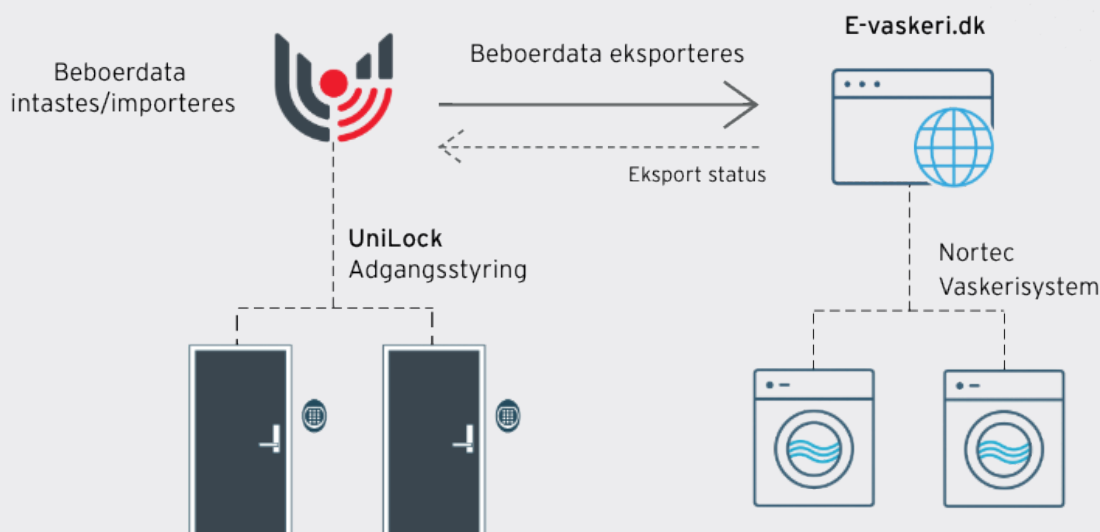 Beboerdata
intastes/importeres
Beboerdata eksporteres
Eksport status
E-vaskeri.dk
UniLock
Adgangsstyring
Nortec
Vaskerisystem